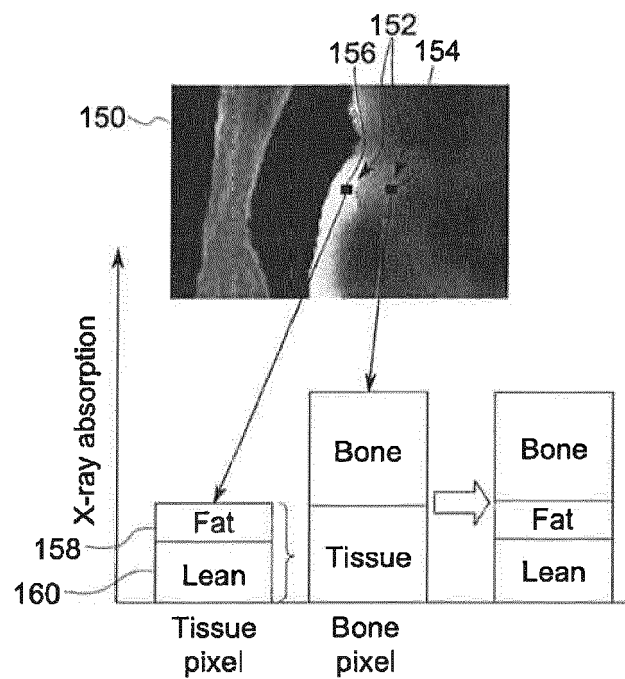 152
156
154
150
X-ray absorption
Bone
Bone
158
Fat
Fat
Tissue
160
Lean
Lean
Tissue
pixel
Bone
pixel